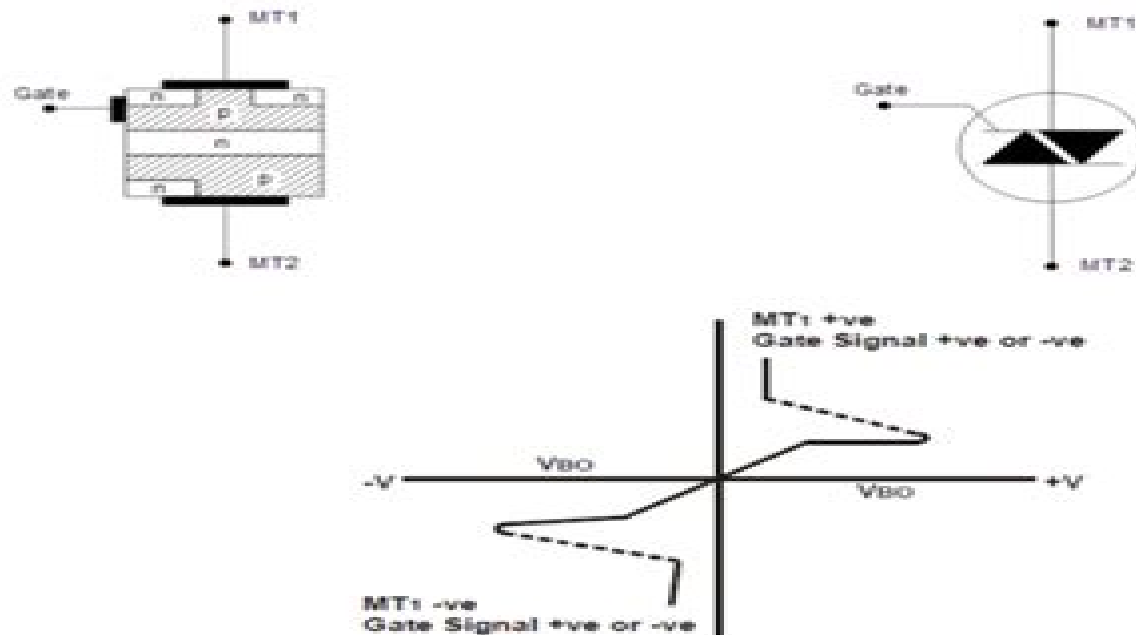 MT1
Gate
n
n
p
n
p
n
MT2
MT1
Gate
MT2
MT1 +ve
Gate Signal +ve or -ve
-V
VBO
VBO
+V
MT1 -ve
Gate Signal +ve or -ve